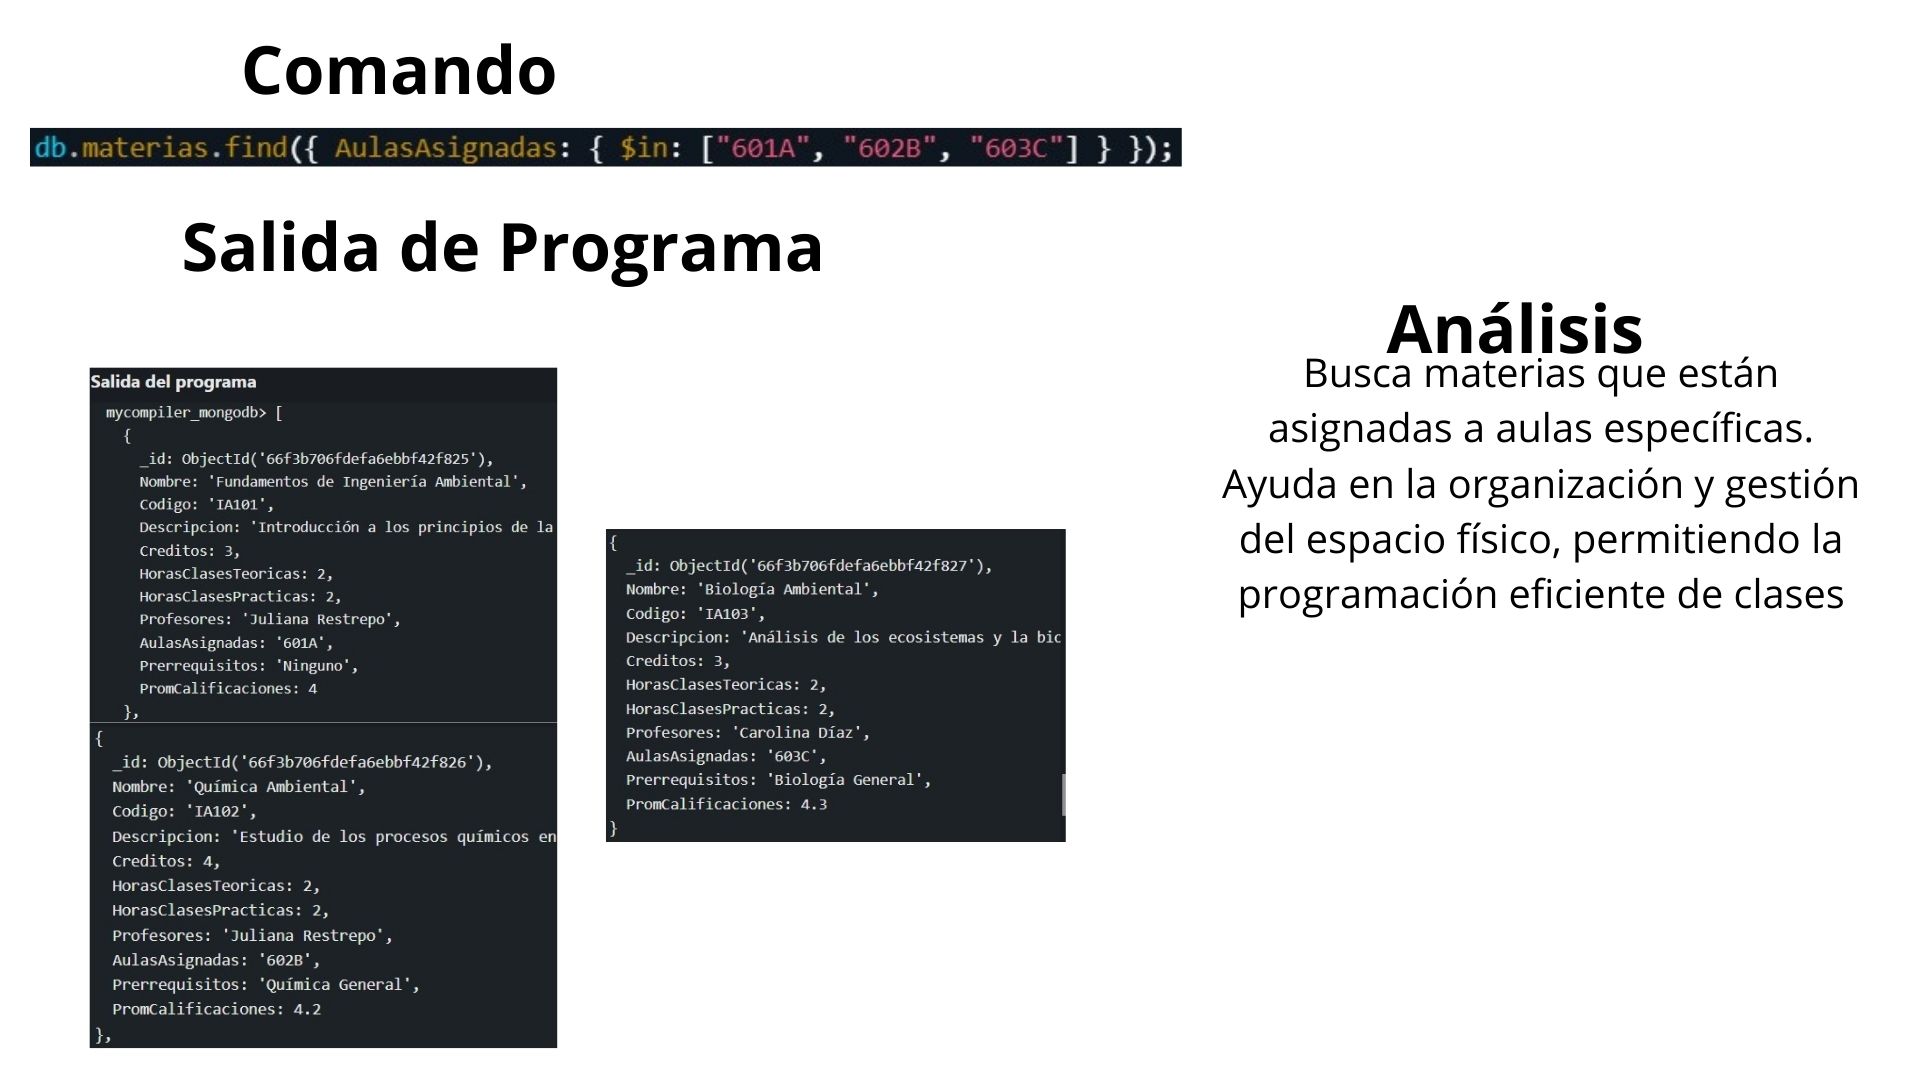 Comando
db.materias.find({ AulasAsignadas: { $in: ["601A", "602B", "603C"] } });
Salida de Programa
Salida del programa
mycompiler_mongodb> [
{
_id: ObjectId('66f3b706fdefa6ebbf42f825'),
Nombre: 'Fundamentos de Ingeniería Ambiental',
Codigo: 'IA101',
Descripcion: 'Introducción a los principios de la
Creditos: 3,
HorasClasesTeoricas: 2,
HorasClasesPracticas: 2,
Profesores: 'Juliana Restrepo',
AulasAsignadas: '601A',
Prerrequisitos: 'Ninguno',
PromCalificaciones: 4
},
{
_id: ObjectId('66f3b706fdefa6ebbf42f826'),
Nombre: 'Química Ambiental',
Codigo: 'IA102',
Descripcion: 'Estudio de los procesos químicos en
Creditos: 4,
HorasClasesTeoricas: 2,
HorasClasesPracticas: 2,
Profesores: 'Juliana Restrepo',
AulasAsignadas: '602B',
Prerrequisitos: 'Química General',
PromCalificaciones: 4.2
},
{
_id: ObjectId('66f3b706fdefa6ebbf42f827'),
Nombre: 'Biología Ambiental',
Codigo: 'IA103',
Descripcion: 'Análisis de los ecosistemas y la bio
Creditos: 3,
HorasClasesTeoricas: 2,
HorasClasesPracticas: 2,
Profesores: 'Carolina Díaz',
AulasAsignadas: '603C',
Prerrequisitos: 'Biología General',
PromCalificaciones: 4.3
}
Análisis
Busca materias que están
asignadas a aulas específicas.
Ayuda en la organización y gestión
del espacio físico, permitiendo la
programación eficiente de clases